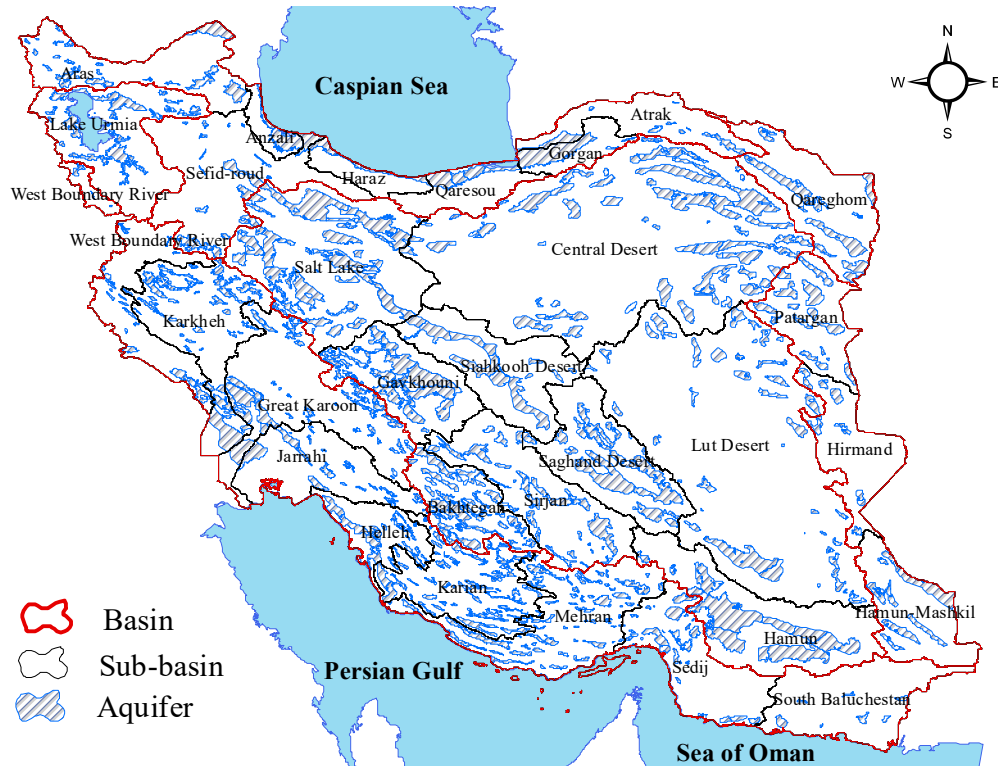 N
W
E
S
Caspian Sea
Aras
Lake Urmia
Anzali
Atrak
Gorgan
Sefid-roud
Haraz
Qaresou
West Boundary River
Qareghom
West Boundary River
Central Desert
Salt Lake
Karkheh
Patargan
Siahkooh Desert
Gavkhouni
Great Karoon
Lut Desert
Hirmand
Jarrahi
Saghand Desert
Sirjan
Bakhtegan
Helleh
Karian
Mehran
Hamun-Mashkil
Hamun
Sedij
South Baluchestan
Persian Gulf
Sea of Oman
Basin
Sub-basin
Aquifer